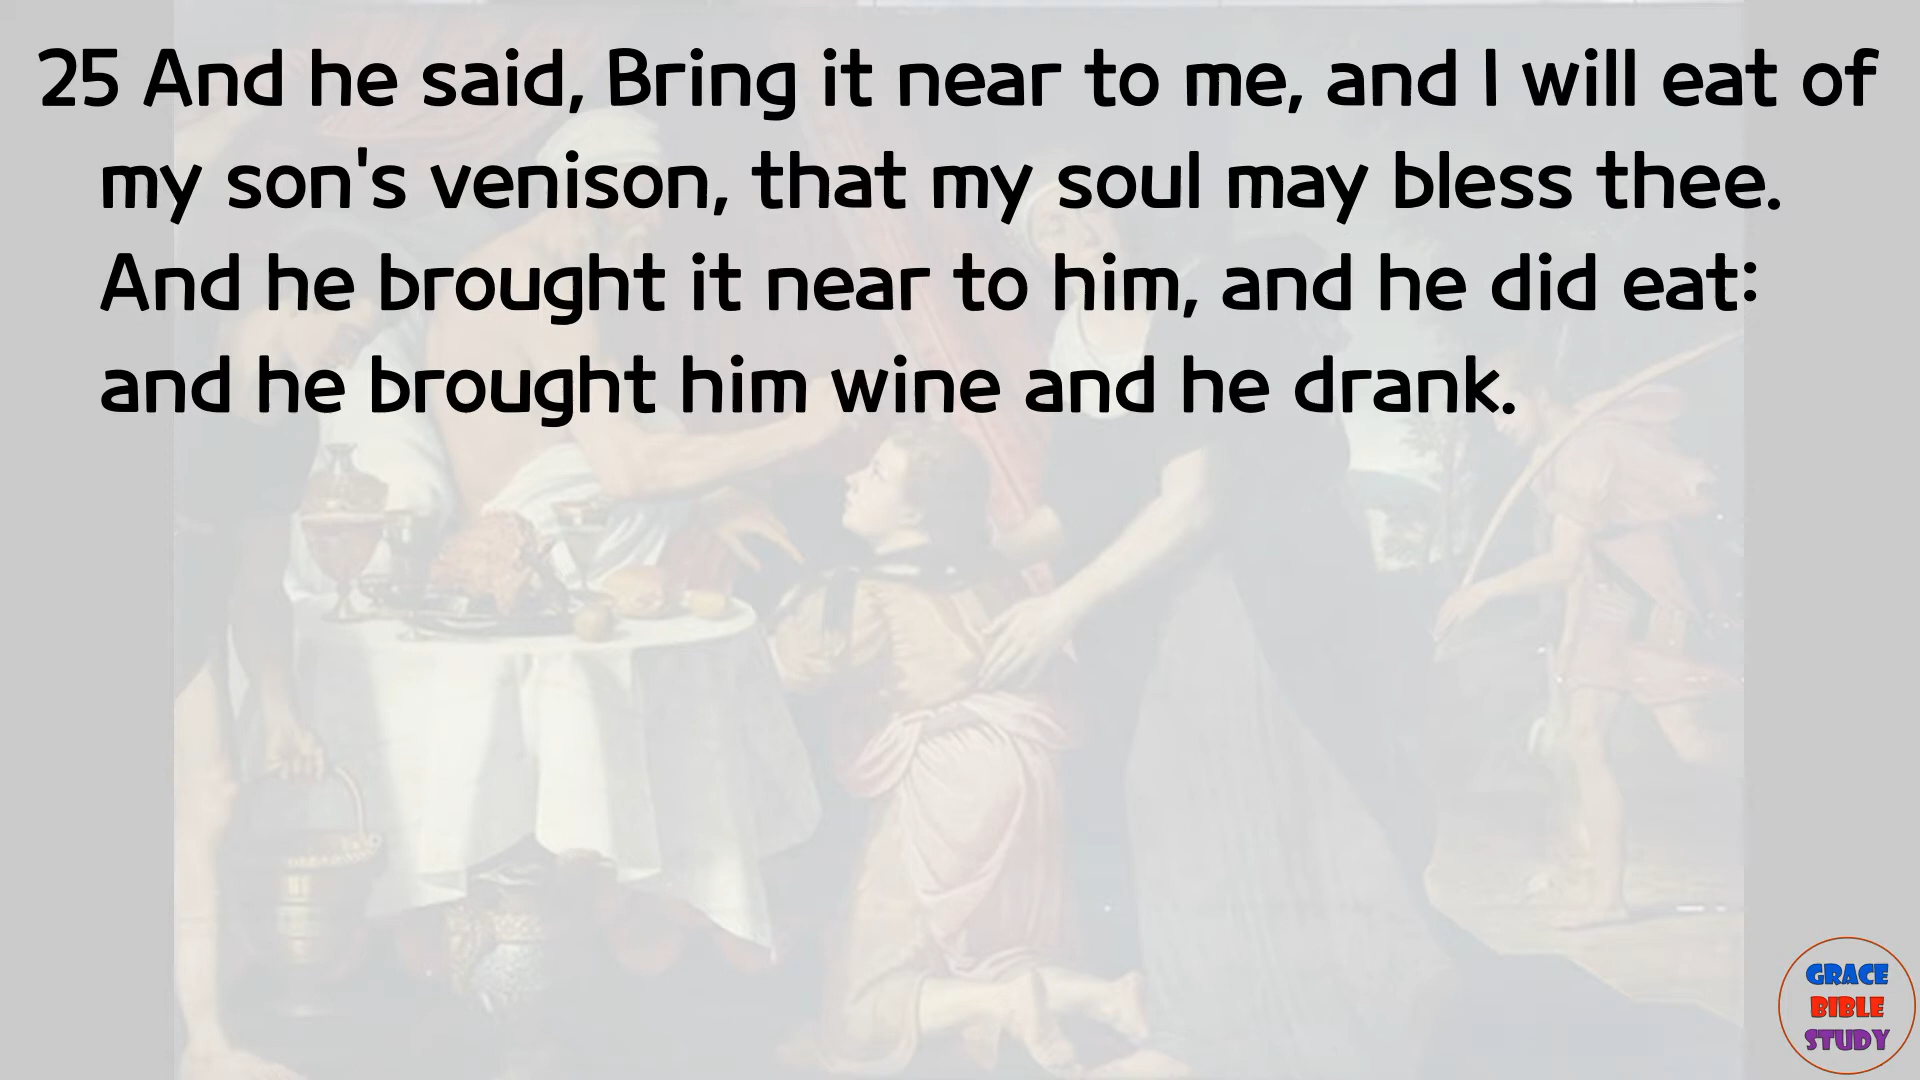 25 And he said, Bring it near to me, and I will eat of
my son's venison, that my soul may bless thee.
And he brought it near to him, and he did eat:
and he brought him wine and he drank.
GRACE
BIBLE
STUDY